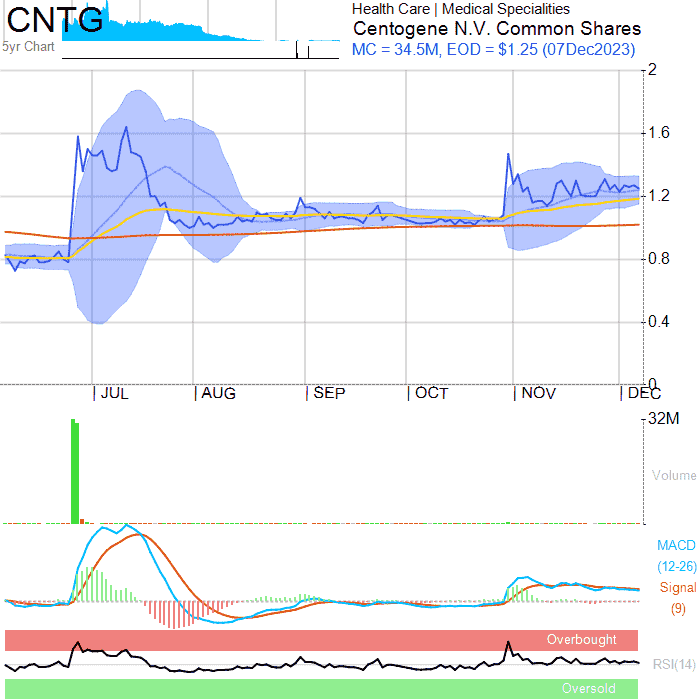 CNTG
5yr Chart
Health Care | Medical Specialities
Centogene N.V. Common Shares
MC = 34.5M, EOD = $1.25 (07Dec2023)
2
1.6
1.2
0.8
0.4
0
JUL AUG SEP OCT NOV DEC
32M
Volume
MACD
(12-26)
Signal
(9)
Overbought
RSI(14)
Oversold